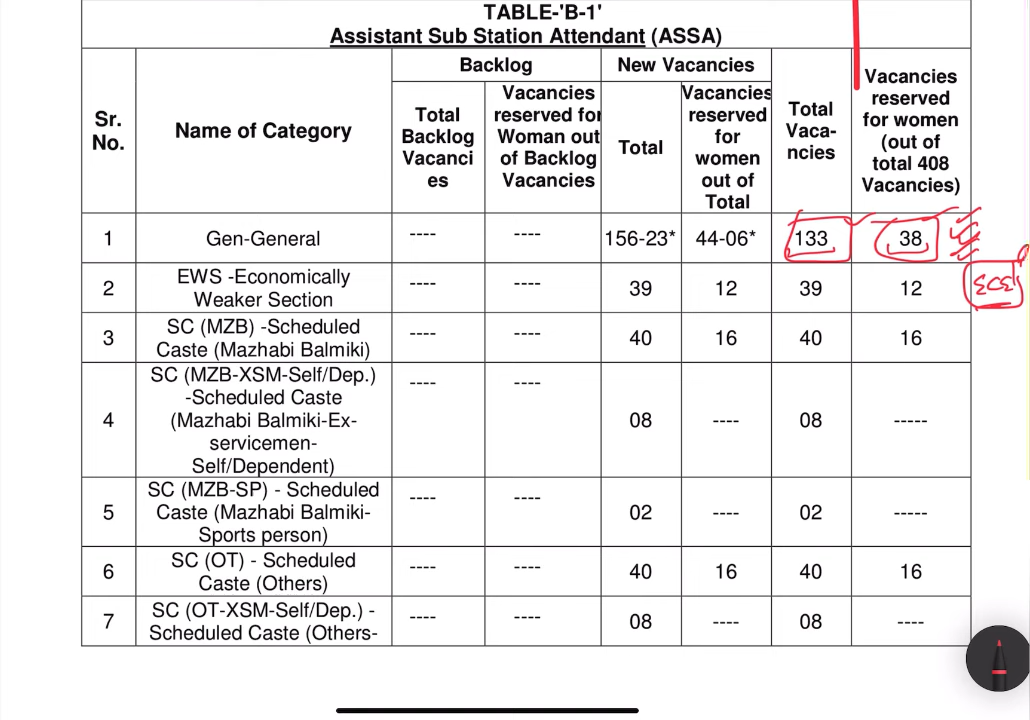 TABLE-'B-1'
Assistant Sub Station Attendant (ASSA)
Sr. No.
Name of Category
Backlog
New Vacancies
Total Vaca-ncies
Vacancies reserved for women (out of total 408 Vacancies)
Total Backlog Vacanci es
Vacancies reserved for Woman out of Backlog Vacancies
Total
Vacancies reserved for women out of Total
1 Gen-General ---- ---- 156-23* 44-06* 133 38
2 EWS -Economically Weaker Section ---- ---- 39 12 39 12
3 SC (MZB) -Scheduled Caste (Mazhabi Balmiki) ---- ---- 40 16 40 16
4 SC (MZB-XSM-Self/Dep.) -Scheduled Caste (Mazhabi Balmiki-Ex-servicemen-Self/Dependent) ---- ---- 08 ---- 08 -----
5 SC (MZB-SP) - Scheduled Caste (Mazhabi Balmiki-Sports person) ---- ---- 02 ---- 02 -----
6 SC (OT) - Scheduled Caste (Others) ---- ---- 40 16 40 16
7 SC (OT-XSM-Self/Dep.) - Scheduled Caste (Others- ---- ---- 08 ---- 08 ----